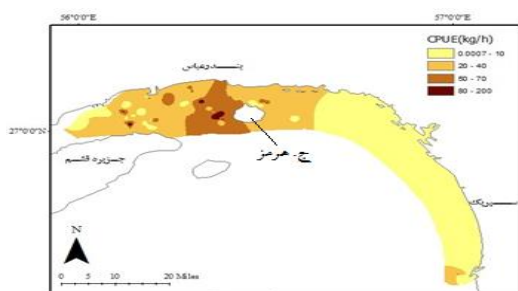 56°0'0"E
57°0'0"E
CPUE(kg/h)
0.0007 - 10
20 - 40
50 - 70
80 - 200
بندرعباس
27°0'0"N
ج. هرمز
جزیره قشم
سیریک
N
0 5 10 20 Miles